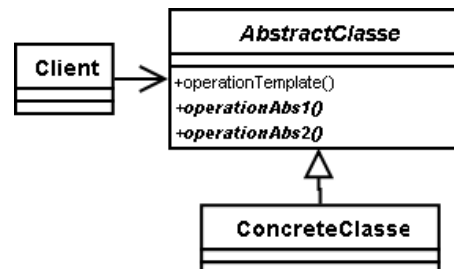 AbstractClasse
Client
+operationTemplate()
+operationAbs1()
+operationAbs2()
ConcreteClasse